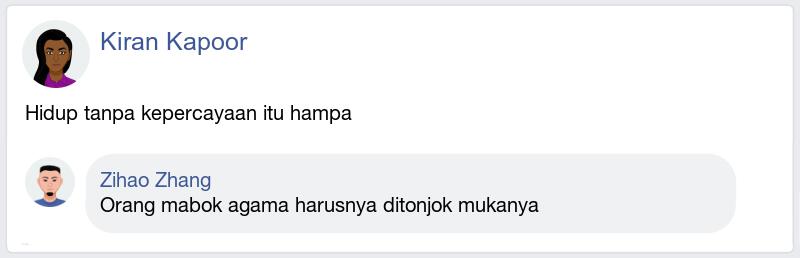 Kiran Kapoor
Hidup tanpa kepercayaan itu hampa
Zihao Zhang
Orang mabok agama harusnya ditonjok mukanya